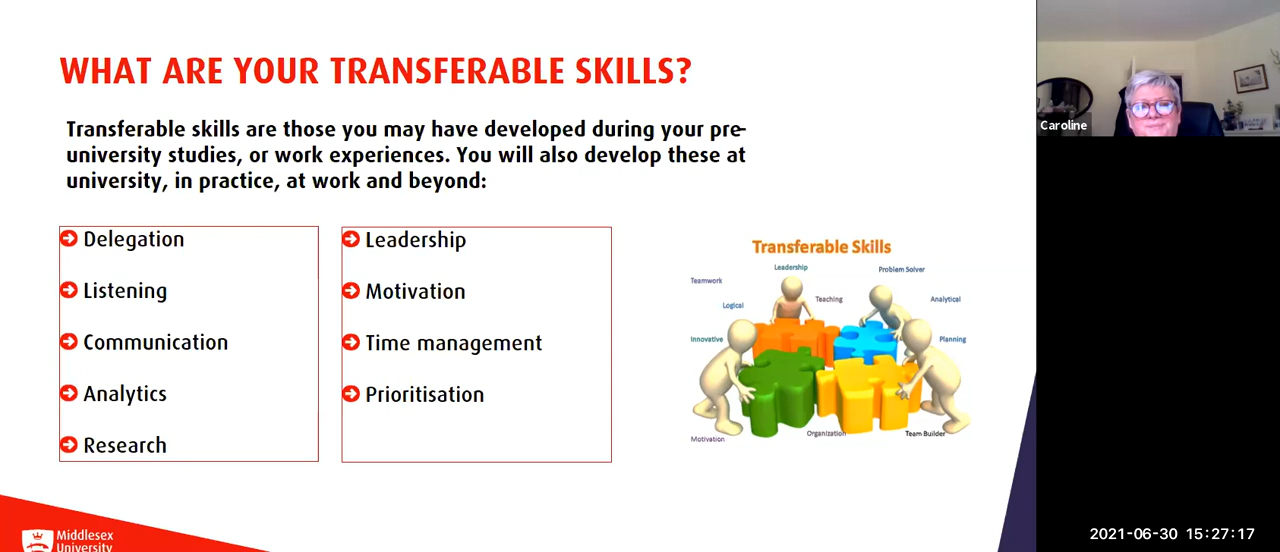 WHAT ARE YOUR TRANSFERABLE SKILLS?
Transferable skills are those you may have developed during your pre-
university studies, or work experiences. You will also develop these at
university, in practice, at work and beyond:
Delegation
Listening
Communication
Analytics
Research
Leadership
Motivation
Time management
Prioritisation
Transferable Skills
Leadership
Problem Solver
Teamwork
Teaching
Analytical
Logical
Innovative
Planning
Motivation
Organization
Team Builder
Middlesex
University
Caroline
2021-06-30 15:27:17